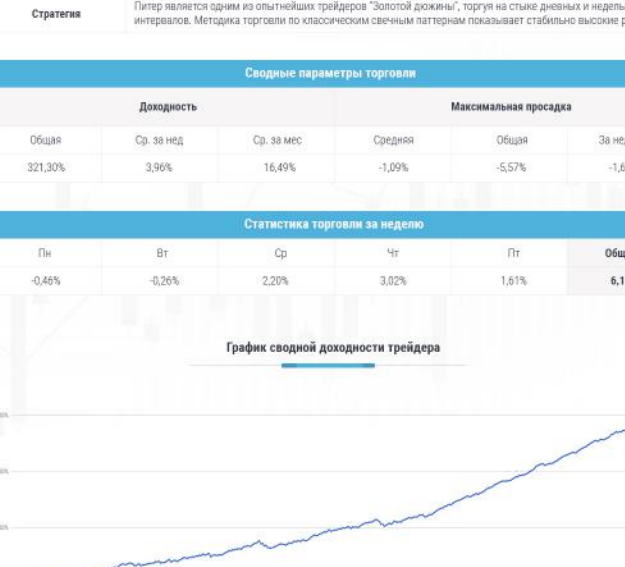 Питер является одним из опытнейших трейдеров "Золотой дюжины", торгуя на стыке дневных и
Стратегия
интервалов. Методика торговли по классическим свечным паттернам показывает стабильно высокие
Сводные параметры торговли
Доходность Максимальная просадка
Общая Ср. за нед Ср. за мес Средняя Общая За
321,30% 3,96% 16,49% -1,09% -5,57%
Статистика торговли за неделю
Пн Вт Ср Чт Пт
-0,46% -0,26% 2,20% 3,02% 1,61%
График сводной доходности трейдера